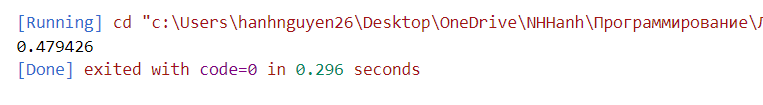 [Running] cd "c:\Users\hanhnguyen26\Desktop\OneDrive\NHHanh\Программирование\
0.479426
[Done] exited with code=0 in 0.296 seconds